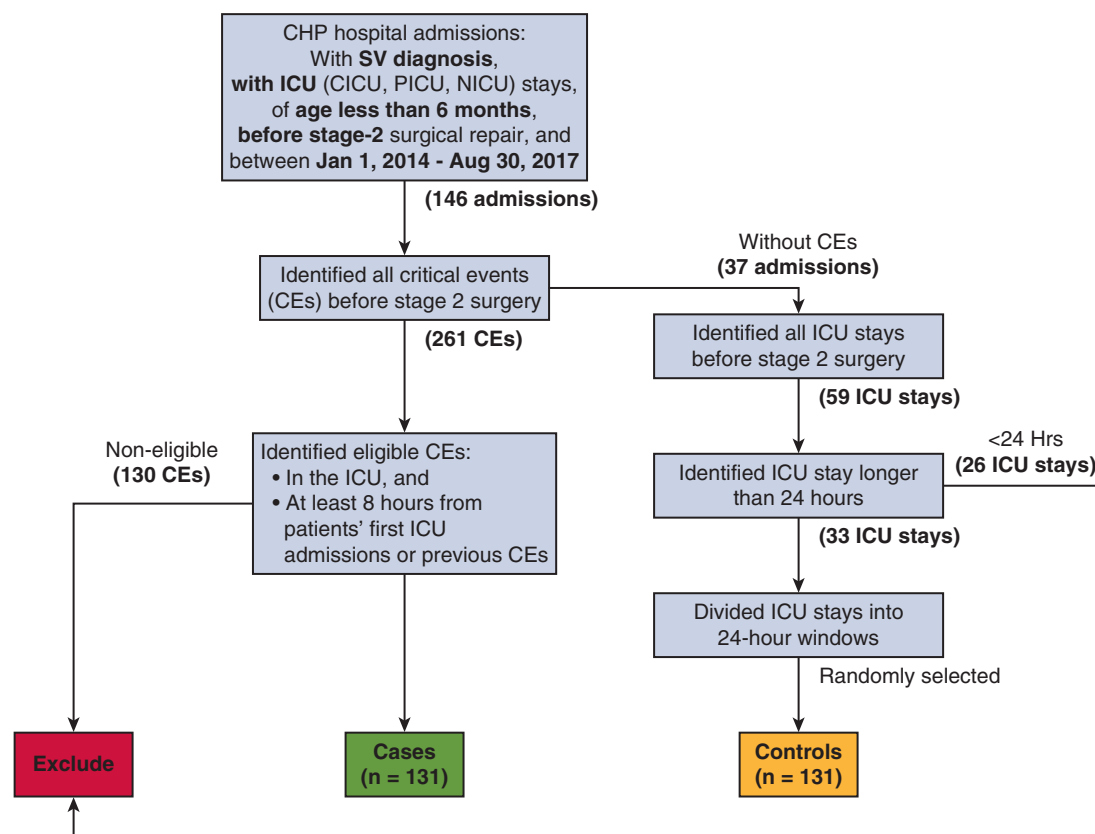 CHP hospital admissions:
With SV diagnosis,
with ICU (CICU, PICU, NICU) stays,
of age less than 6 months,
before stage-2 surgical repair, and
between Jan 1, 2014 - Aug 30, 2017
(146 admissions)
Identified all critical events
(CEs) before stage 2 surgery
Without CEs
(37 admissions)
(261 CEs)
Identified all ICU stays
before stage 2 surgery
(59 ICU stays)
Non-eligible
(130 CEs)
Identified eligible CEs:
• In the ICU, and
• At least 8 hours from
patients' first ICU
admissions or previous CEs
Identified ICU stay longer
than 24 hours
<24 Hrs
(26 ICU stays)
(33 ICU stays)
Divided ICU stays into
24-hour windows
Randomly selected
Exclude
Cases
(n = 131)
Controls
(n = 131)